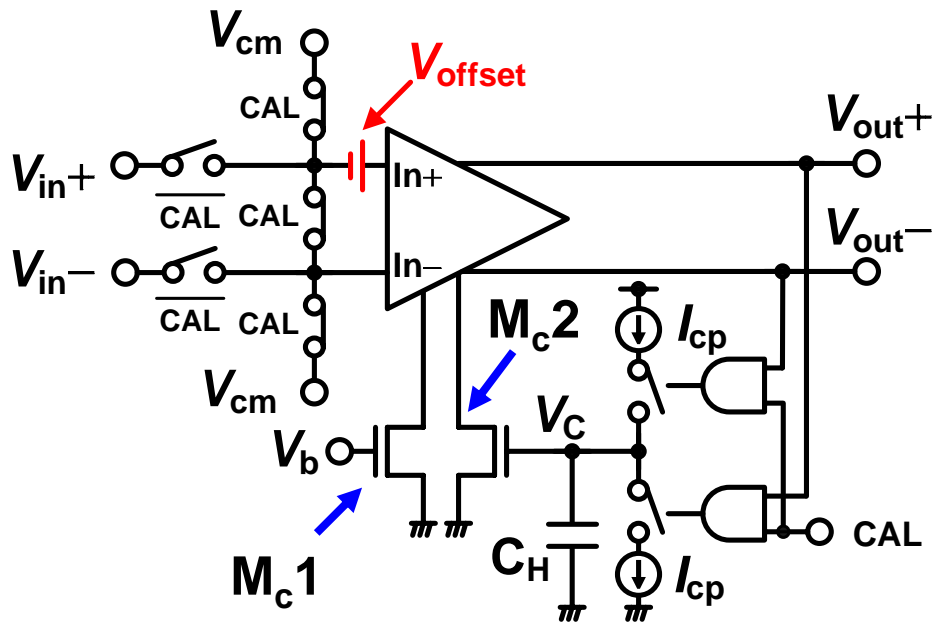 Vcm
Voffset
CAL
Vout+
Vin+
In+
CAL
CAL
Vout−
Vin−
In−
CAL
CAL
Mc2
Icp
Vcm
VC
Vb
CAL
CH
Icp
Mc1